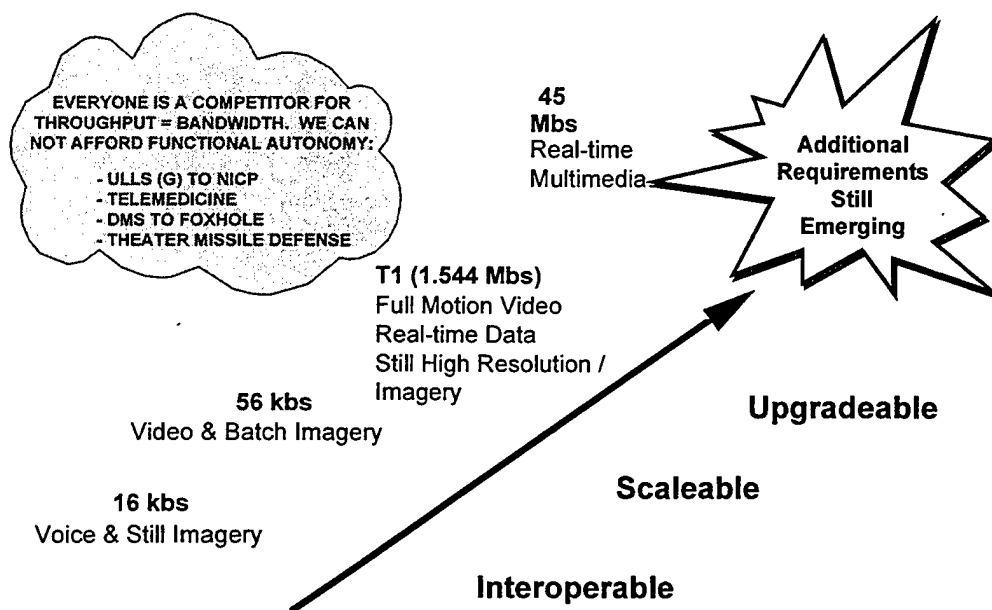 EVERYONE IS A COMPETITOR FOR
THROUGHPUT = BANDWIDTH. WE CAN
NOT AFFORD FUNCTIONAL AUTONOMY:
- ULLS (G) TO NICP
- TELEMEDICINE
- DMS TO FOXHOLE
- THEATER MISSILE DEFENSE
45
Mbs
Real-time
Multimedia
Additional
Requirements
Still
Emerging
T1 (1.544 Mbs)
Full Motion Video
Real-time Data
Still High Resolution /
Imagery
56 kbs
Video & Batch Imagery
16 kbs
Voice & Still Imagery
Upgradeable
Scaleable
Interoperable